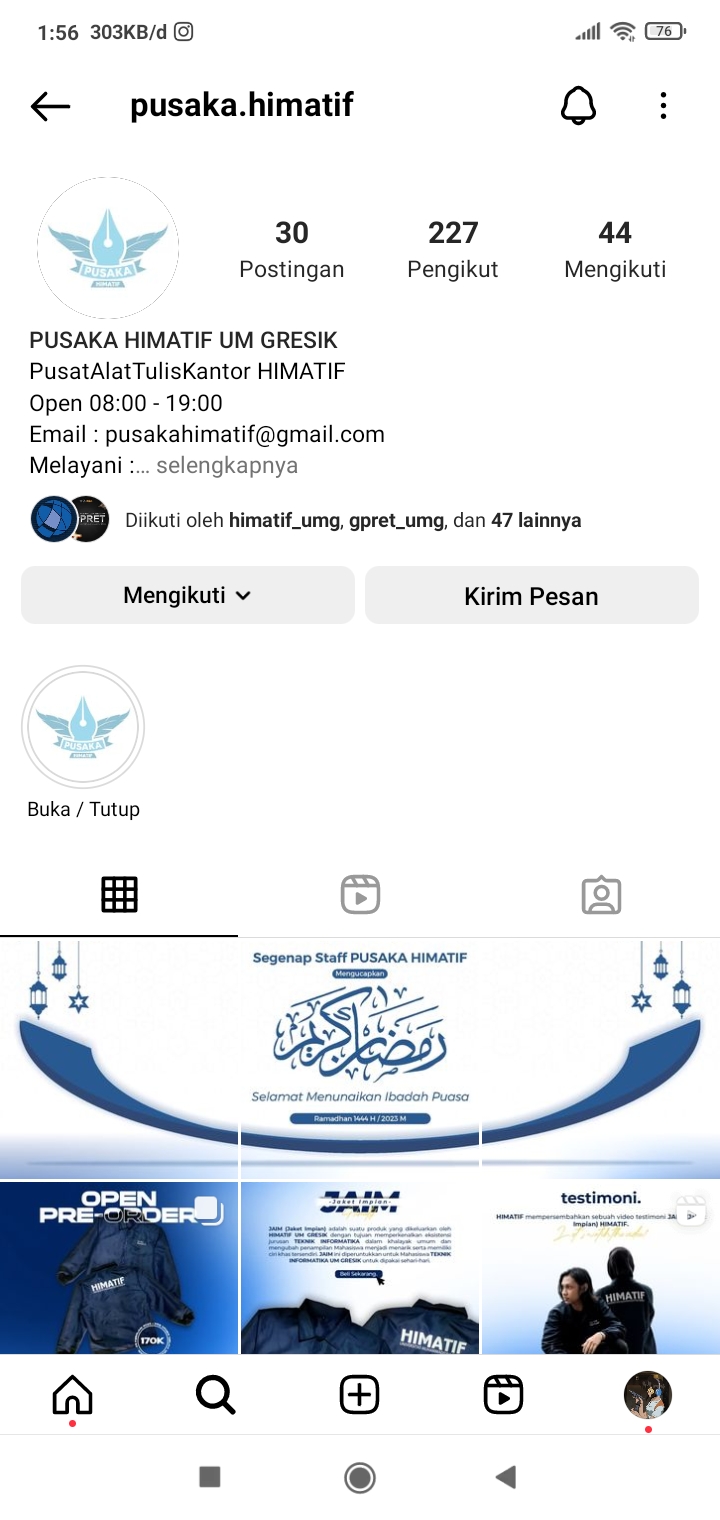 1:56 303KB/d 76
pusaka.himatif
PUSAKA
HIMATIF
30
Postingan
227
Pengikut
44
Mengikuti
PUSAKA HIMATIF UM GRESIK
PusatAlatTulisKantor HIMATIF
Open 08:00 - 19:00
Email : pusakahimatif@gmail.com
Melayani :... selengkapnya
PRET
Diikuti oleh himatif_umg, gpret_umg, dan 47 lainnya
Mengikuti
Kirim Pesan
PUSAKA
HIMATIF
Buka / Tutup
Segenap Staff PUSAKA HIMATIF
Mengucapkan
رمضان كريم
Selamat Menunaikan Ibadah Puasa
Ramadhan 1444 H / 2023 M
OPEN
PRE-ORDER
HIMATIF
170K
JAIM
-Jaket Impian-
JAIM (Jaket Impian) adalah suatu produk yang dikeluarkan oleh
HIMATIF UM GRESIK dengan tujuan memperkenalkan eksistensi
jurusan TEKNIK INFORMATIKA dalam khalayak umum dan
mengubah penampilan Mahasiswa menjadi menarik serta memiliki
ciri khas tersendiri. JAIM ini diperuntukkan untuk Mahasiswa TEKNIK
INFORMATIKA UM GRESIK untuk dipakai sehari-hari.
Beli Sekarang.
HIMATIF
testimoni.
HIMATIF mempersembahkan sebuah video testimoni
Impian) HIMATIF.
HIMATIF